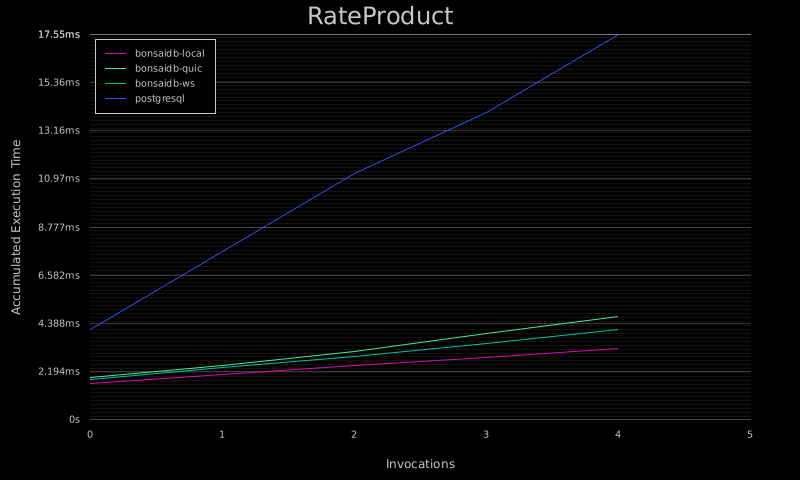 RateProduct
17.55ms
15.36ms
13.16ms
10.97ms
8.777ms
6.582ms
4.388ms
2.194ms
0s
bonsaidb-local
bonsaidb-quic
bonsaidb-ws
postgresql
Accumulated Execution Time
0 1 2 3 4 5
Invocations